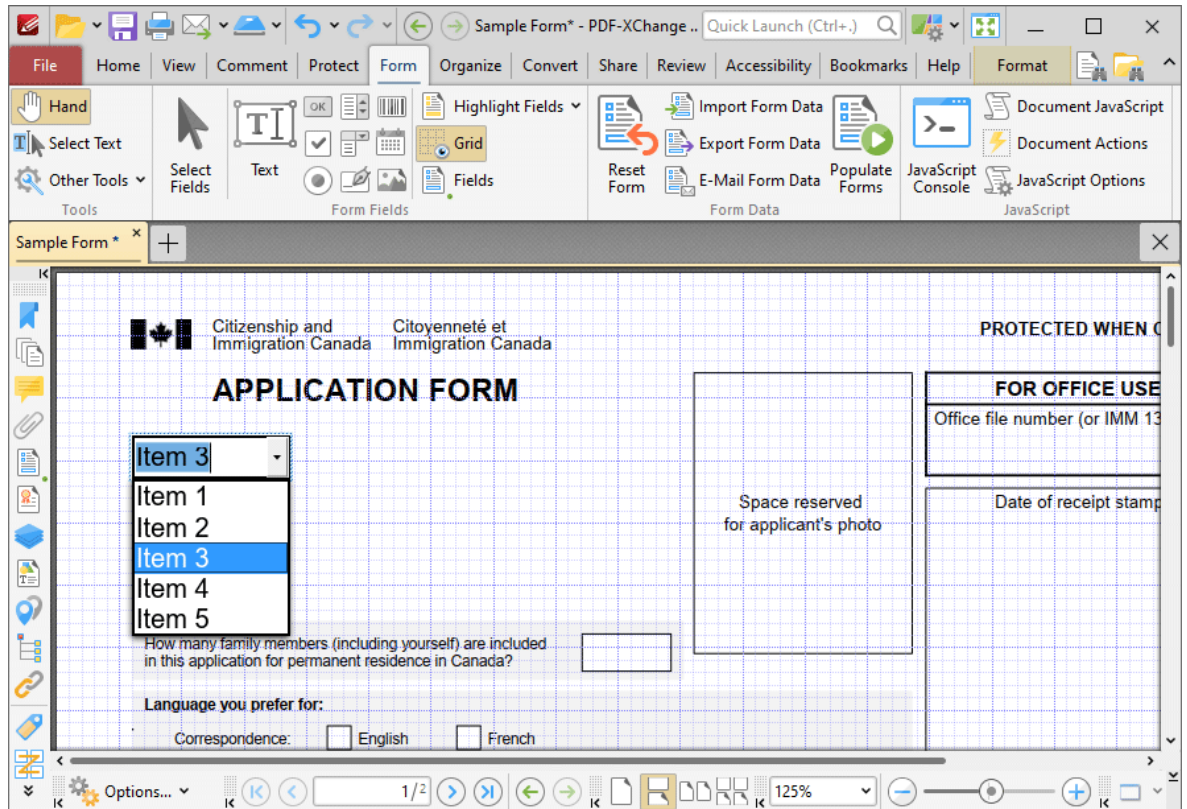 Sample Form* - PDF-XChange .. Quick Launch (Ctrl+.)
File Home View Comment Protect Form Organize Convert Share Review Accessibility Bookmarks Help Format
Hand
Select Text
Other Tools
Tools
Select
Fields
Text
OK
Form Fields
Highlight Fields
Grid
Fields
Reset
Form
Import Form Data
Export Form Data
E-Mail Form Data
Populate
Forms
Form Data
JavaScript
Console
Document JavaScript
Document Actions
JavaScript Options
JavaScript
Sample Form *
Citizenship and
Immigration Canada
Citoyenneté et
Immigration Canada
PROTECTED WHEN
APPLICATION FORM
FOR OFFICE USE
Office file number (or IMM 13
Item 3
Item 1
Item 2
Item 3
Item 4
Item 5
Space reserved
for applicant's photo
Date of receipt stamp
How many family members (including yourself) are included
in this application for permanent residence in Canada?
Language you prefer for:
Correspondence: English French
Options... 1/2 125%